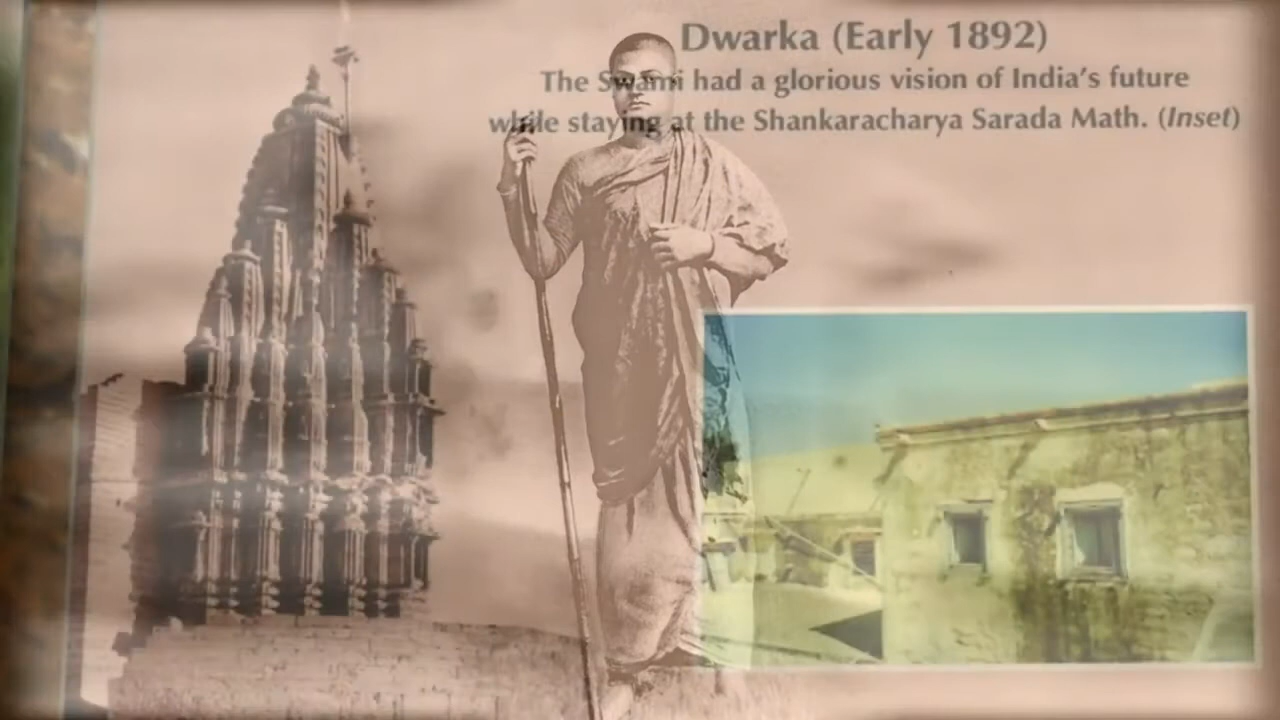 Dwarka (Early 1892)
The Swami had a glorious vision of India's future
while staying at the Shankaracharya Sarada Math. (Inset)